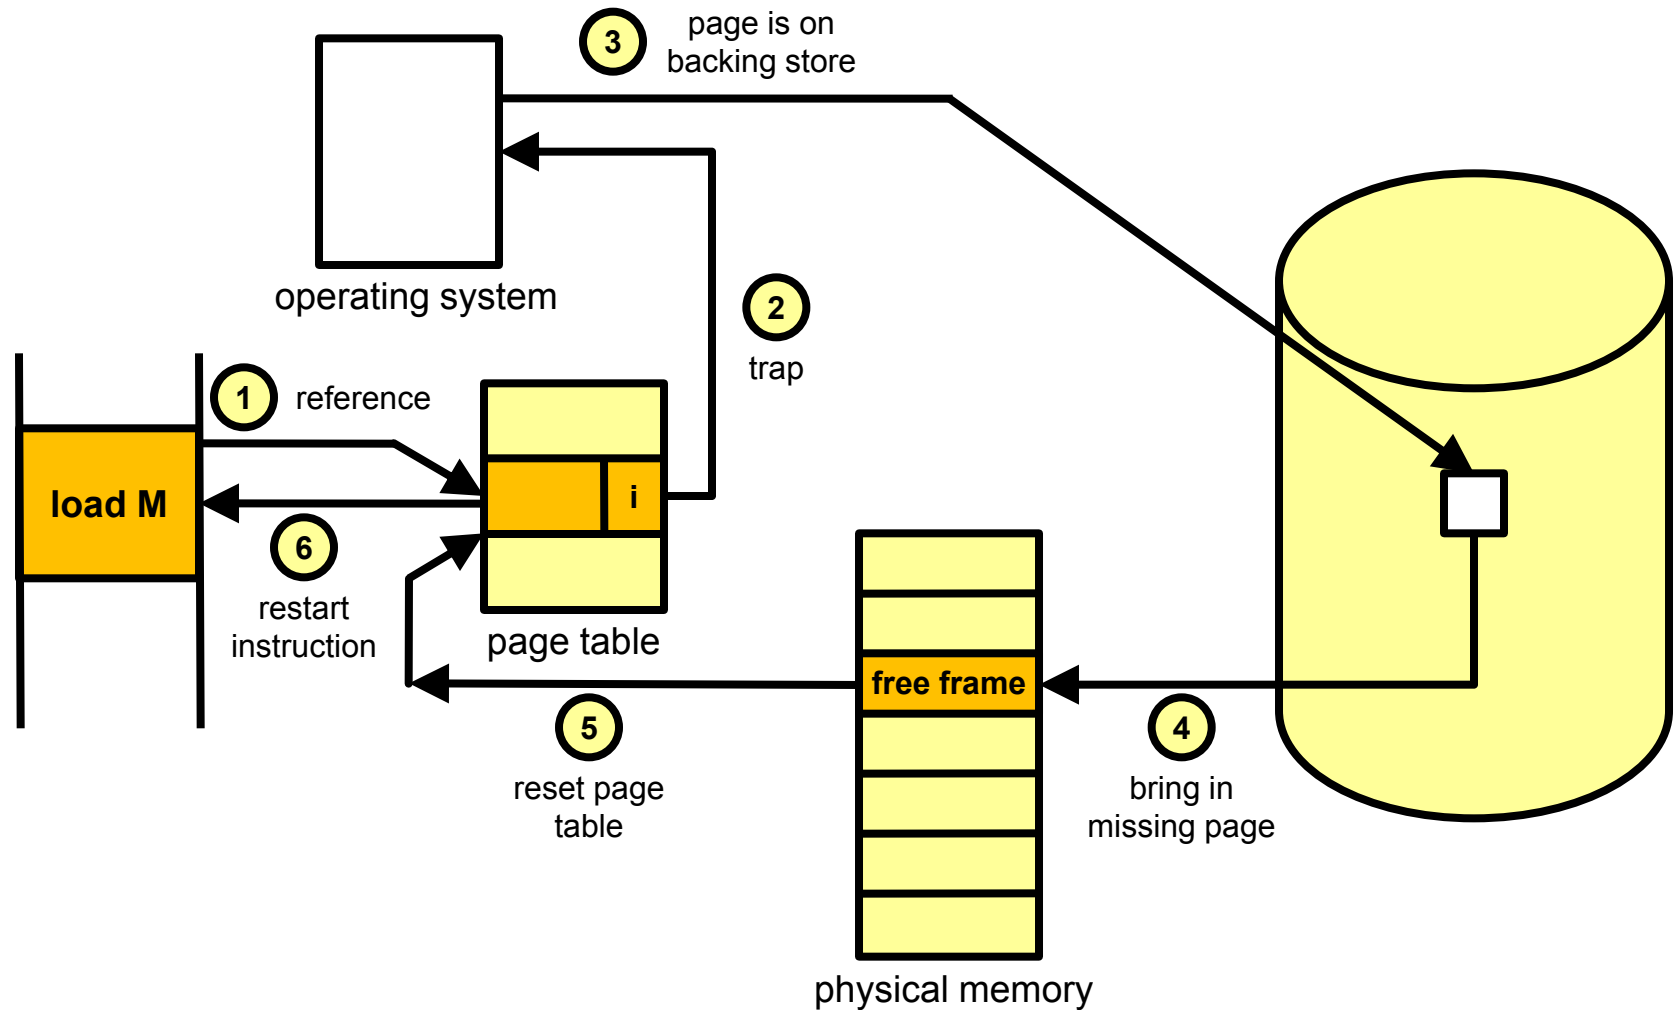 3
page is on
backing store
operating system
2
trap
1
reference
load M
i
6
restart
instruction
page table
free frame
5
reset page
table
4
bring in
missing page
physical memory